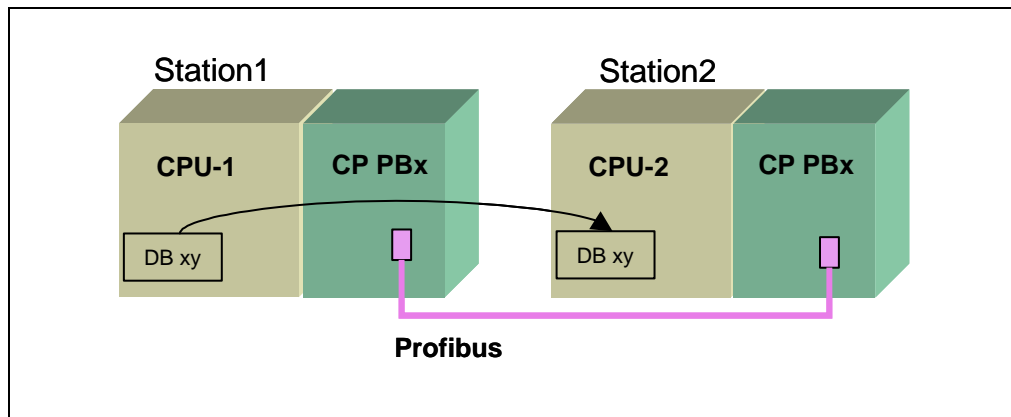 Station1
Station2
CPU-1
CP PBx
CPU-2
CP PBx
DB xy
DB xy
Profibus